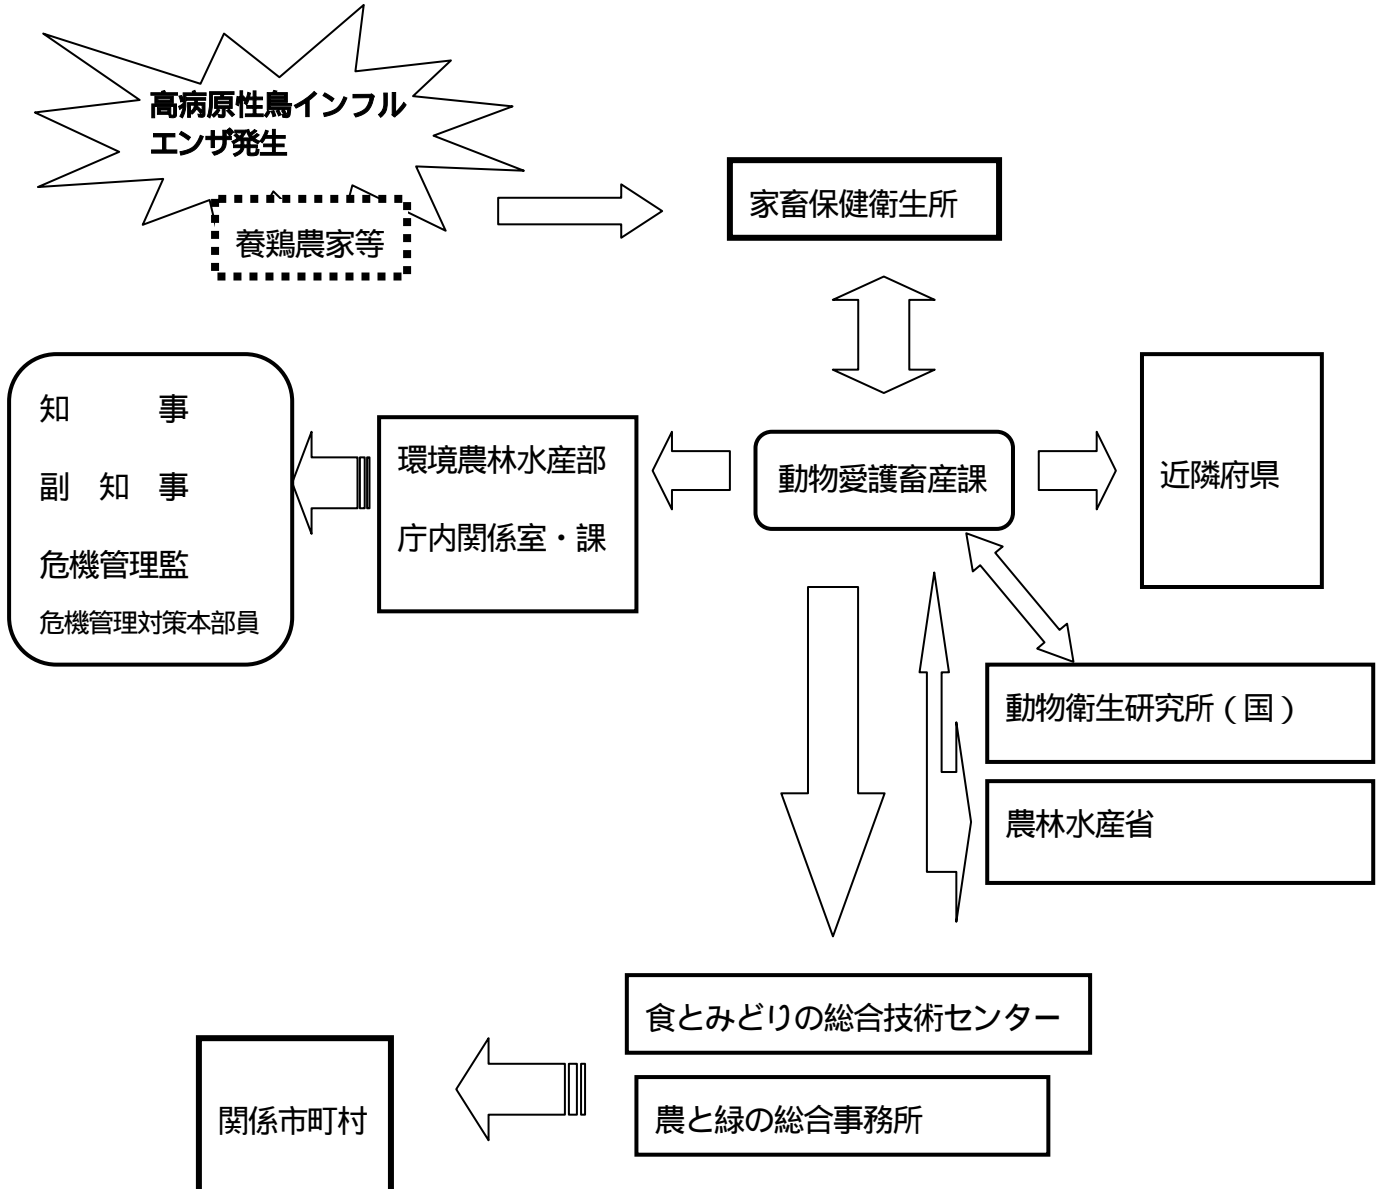 高病原性鳥インフル
エンザ発生
養鶏農家等
家畜保健衛生所
知　　　事
副　知　事
危機管理監
危機管理対策本部員
環境農林水産部
庁内関係室・課
動物愛護畜産課
近隣府県
動物衛生研究所（国）
農林水産省
食とみどりの総合技術センター
農と緑の総合事務所
関係市町村